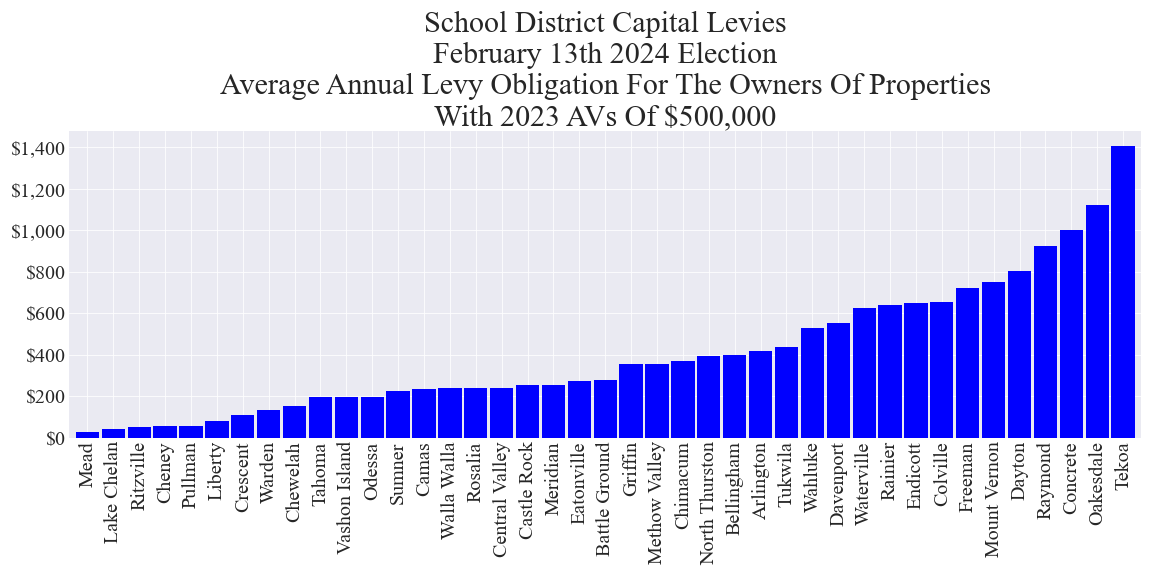 School District Capital Levies
February 13th 2024 Election
Average Annual Levy Obligation For The Owners Of Properties
With 2023 AVs Of $500,000
$1,400
$1,200
$1,000
$800
$600
$400
$200
$0
Mead
Lake Chelan
Ritzville
Cheney
Pullman
Liberty
Crescent
Warden
Chewelah
Tahoma
Vashon Island
Odessa
Sumner
Camas
Walla Walla
Rosalia
Central Valley
Castle Rock
Meridian
Eatonville
Battle Ground
Griffin
Methow Valley
Chimacum
North Thurston
Bellingham
Arlington
Tukwila
Wahluke
Davenport
Waterville
Rainier
Endicott
Colville
Freeman
Mount Vernon
Dayton
Raymond
Concrete
Oakesdale
Tekoa